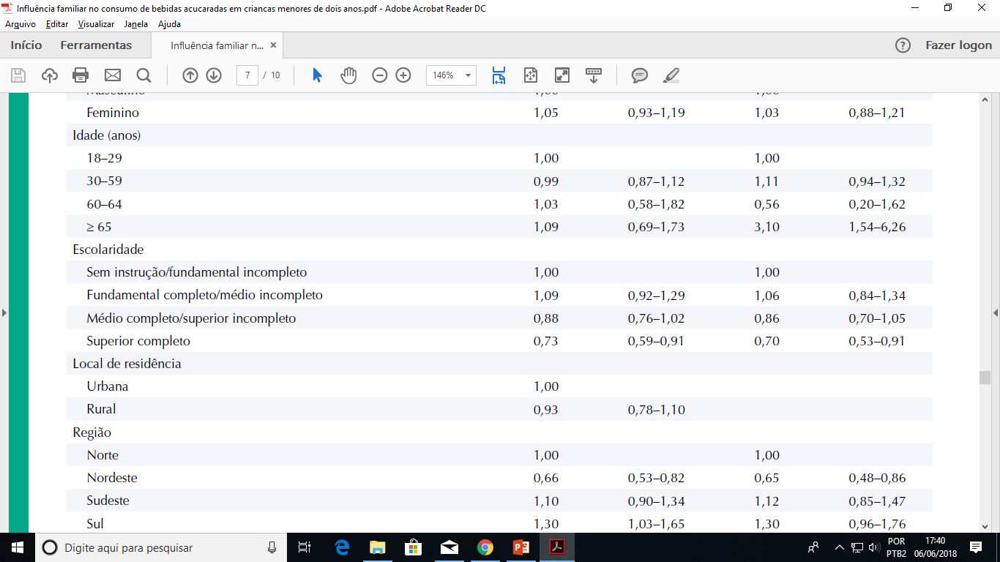 Influência familiar no consumo de bebidas acucaradas em criancas menores de dois anos.pdf - Adobe Acrobat Reader DC
Arquivo Editar Visualizar Janela Ajuda
Início Ferramentas Influência familiar n... × Fazer logon
7 / 10 146%
Masculino 1,00 1,00
Feminino 1,05 0,93–1,19 1,03 0,88–1,21
Idade (anos)
18–29 1,00 1,00
30–59 0,99 0,87–1,12 1,11 0,94–1,32
60–64 1,03 0,58–1,82 0,56 0,20–1,62
≥ 65 1,09 0,69–1,73 3,10 1,54–6,26
Escolaridade
Sem instrução/fundamental incompleto 1,00 1,00
Fundamental completo/médio incompleto 1,09 0,92–1,29 1,06 0,84–1,34
Médio completo/superior incompleto 0,88 0,76–1,02 0,86 0,70–1,05
Superior completo 0,73 0,59–0,91 0,70 0,53–0,91
Local de residência
Urbana 1,00
Rural 0,93 0,78–1,10
Região
Norte 1,00 1,00
Nordeste 0,66 0,53–0,82 0,65 0,48–0,86
Sudeste 1,10 0,90–1,34 1,12 0,85–1,47
Sul 1,30 1,03–1,65 1,30 0,96–1,76
Digite aqui para pesquisar POR 17:40
PTB2 06/06/2018